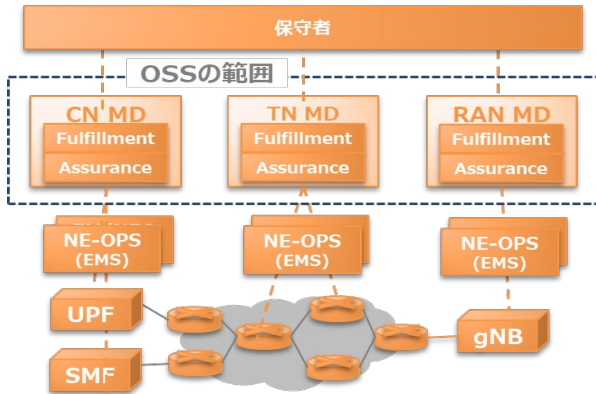 保守者
OSSの範囲
CN MD
Fulfillment
Assurance
TN MD
Fulfillment
Assurance
RAN MD
Fulfillment
Assurance
NE-OPS
(EMS)
NE-OPS
(EMS)
NE-OPS
(EMS)
UPF
SMF
gNB